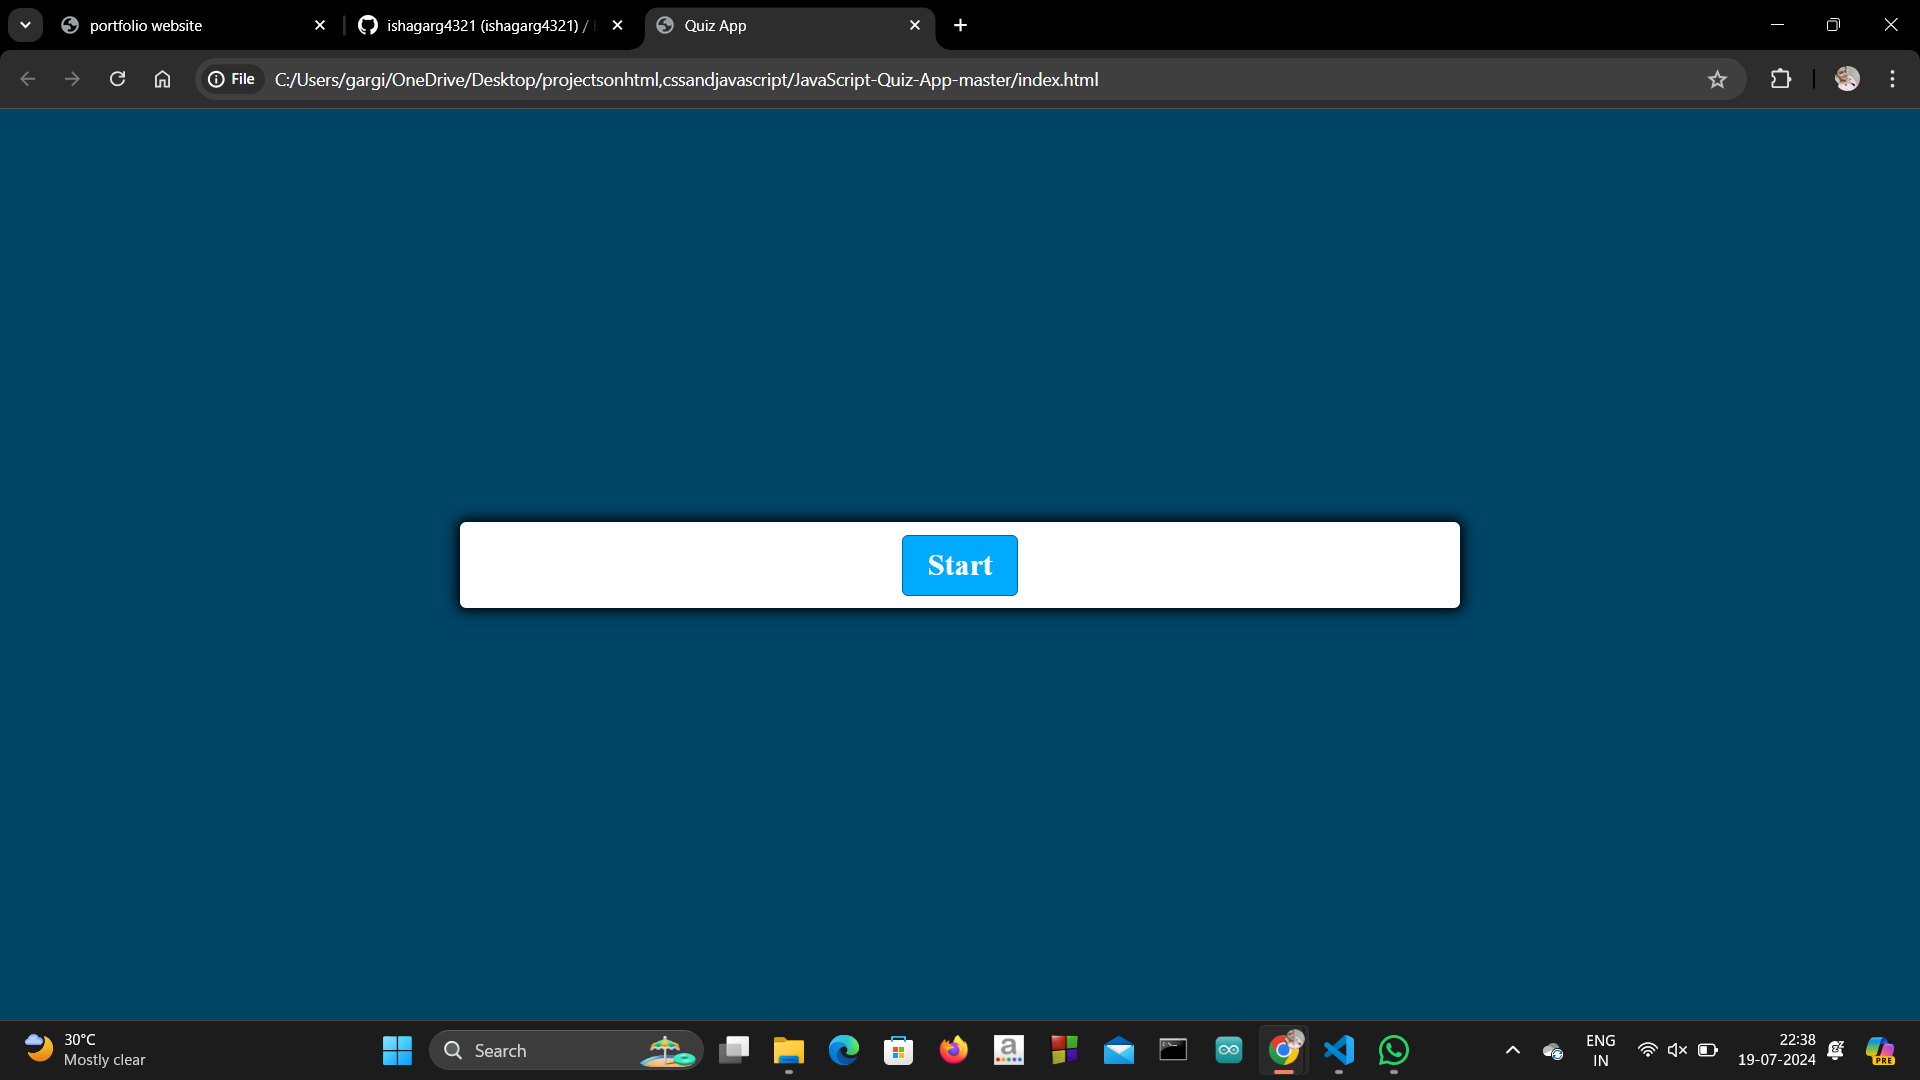 portfolio website
ishagarg4321 (ishagarg4321) /
Quiz App
File
C:/Users/gargi/OneDrive/Desktop/projectsonhtml,cssandjavascript/JavaScript-Quiz-App-master/index.html
Start
30°C
Mostly clear
Search
a
ENG
IN
22:38
19-07-2024
PRE